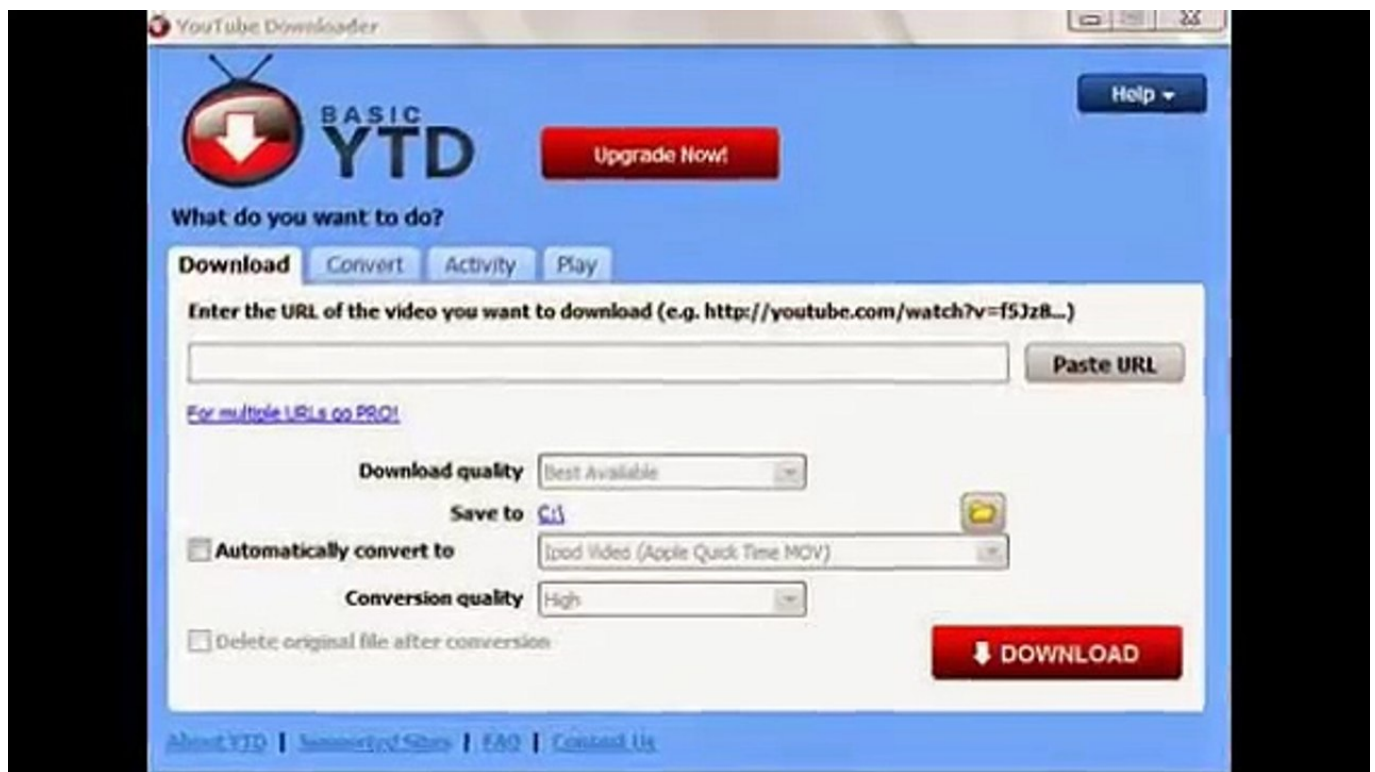 YouTube Downloader
Help
BASIC
YTD
Upgrade Now!
What do you want to do?
Download Convert Activity Play
Enter the URL of the video you want to download (e.g. http://youtube.com/watch?v=f5Jz8...)
Paste URL
For multiple URLs go PRO!
Download quality Best Available
Save to C:\
Automatically convert to Ipod Video (Apple Quick Time MOV)
Conversion quality High
Delete original file after conversion
DOWNLOAD
About YTD | Supported Sites | FAQ | Contact Us